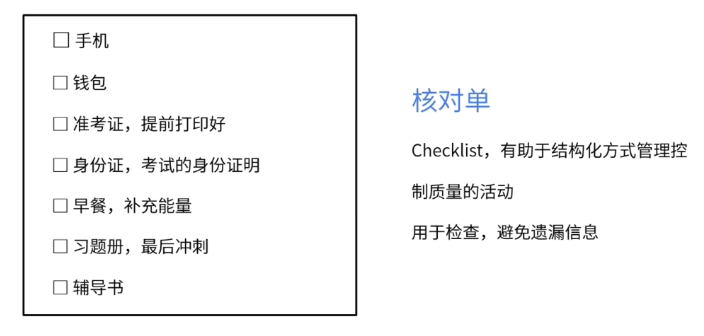 □ 手机
□ 钱包
□ 准考证，提前打印好
□ 身份证，考试的身份证明
□ 早餐，补充能量
□ 习题册，最后冲刺
□ 辅导书
核对单
Checklist，有助于结构化方式管理控
制质量的活动
用于检查，避免遗漏信息